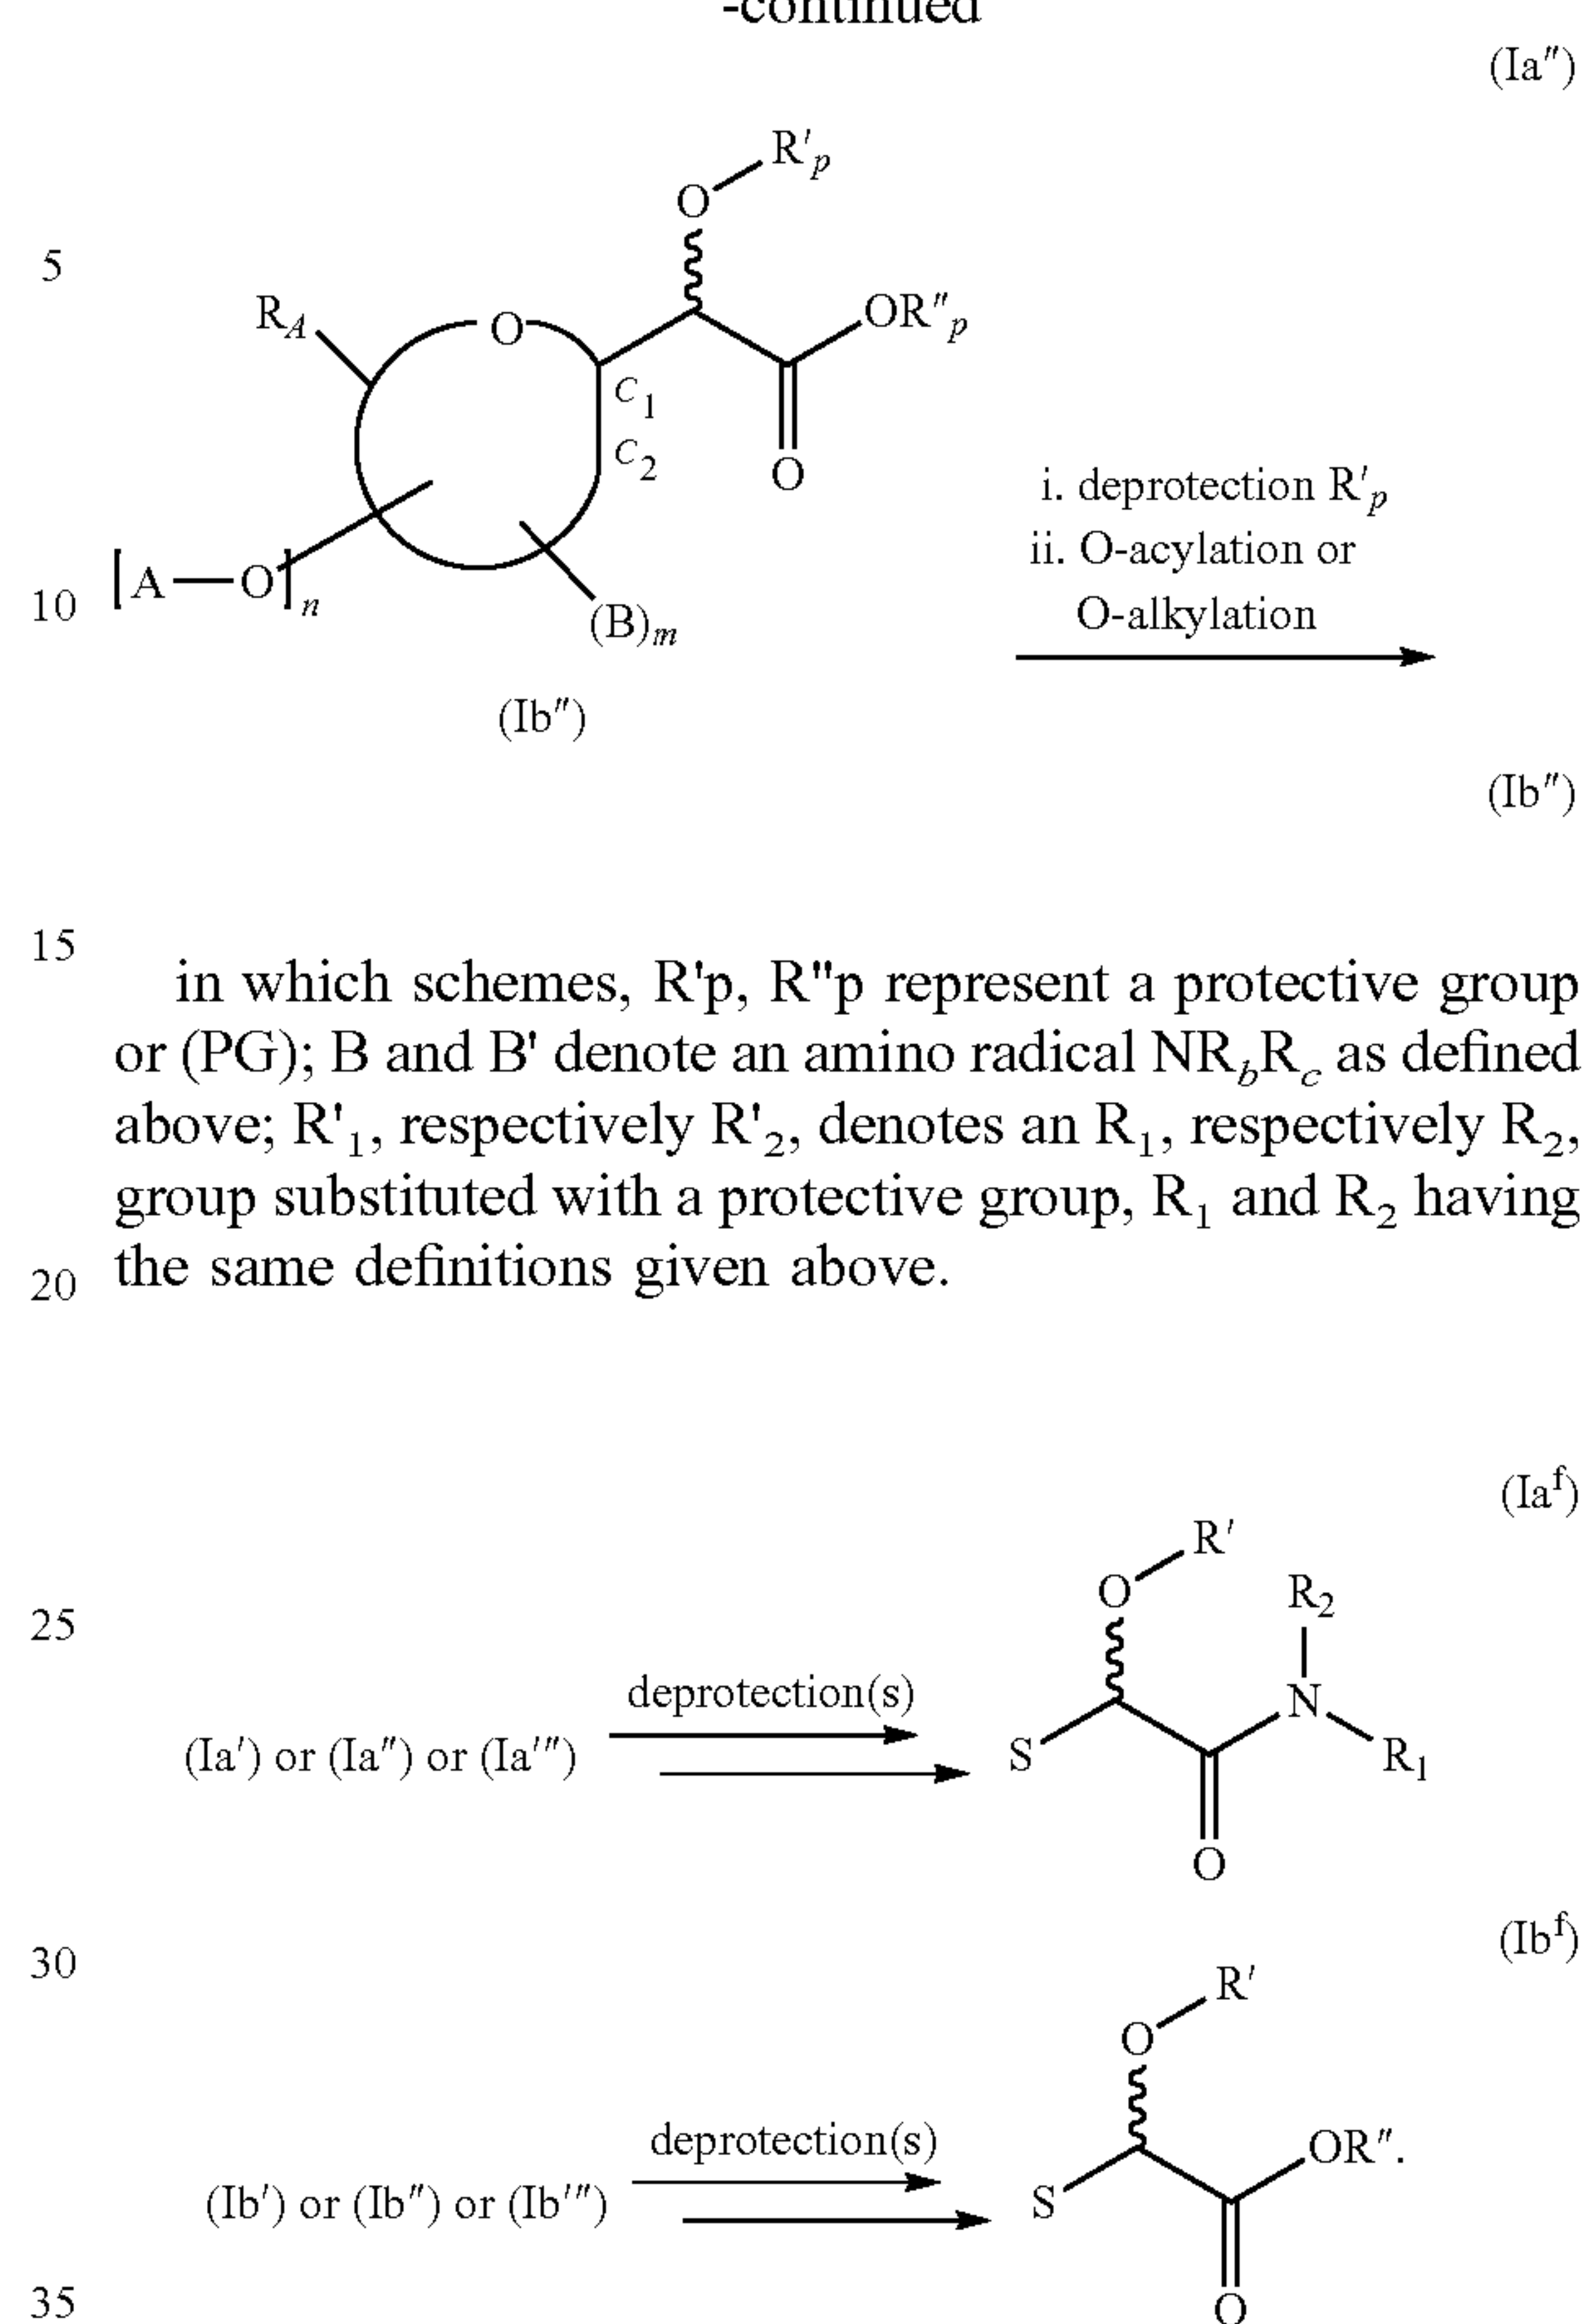 -continued
(Ia″)
O
R′p
5
RA
O
OR″p
C1
C2
O
i. deprotection R′p
ii. O-acylation or
O-alkylation
[A—O]n
10
(B)m
(Ib″)
(Ib″)
15
in which schemes, R'p, R"p represent a protective group
or (PG); B and B' denote an amino radical NRbRc as defined
above; R'1, respectively R'2, denotes an R1, respectively R2,
group substituted with a protective group, R1 and R2 having
the same definitions given above.
20
(Iaf)
R′
O
R2
25
deprotection(s)
N
(Ia′) or (Ia″) or (Ia‴)
S
R1
O
(Ibf)
30
R′
O
deprotection(s)
OR″.
(Ib′) or (Ib″) or (Ib‴)
S
35
O